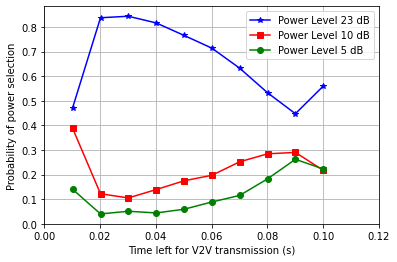 Power Level 23 dB
Power Level 10 dB
Power Level 5 dB
Probability of power selection
0.8
0.7
0.6
0.5
0.4
0.3
0.2
0.1
0.0
0.00 0.02 0.04 0.06 0.08 0.10 0.12
Time left for V2V transmission (s)